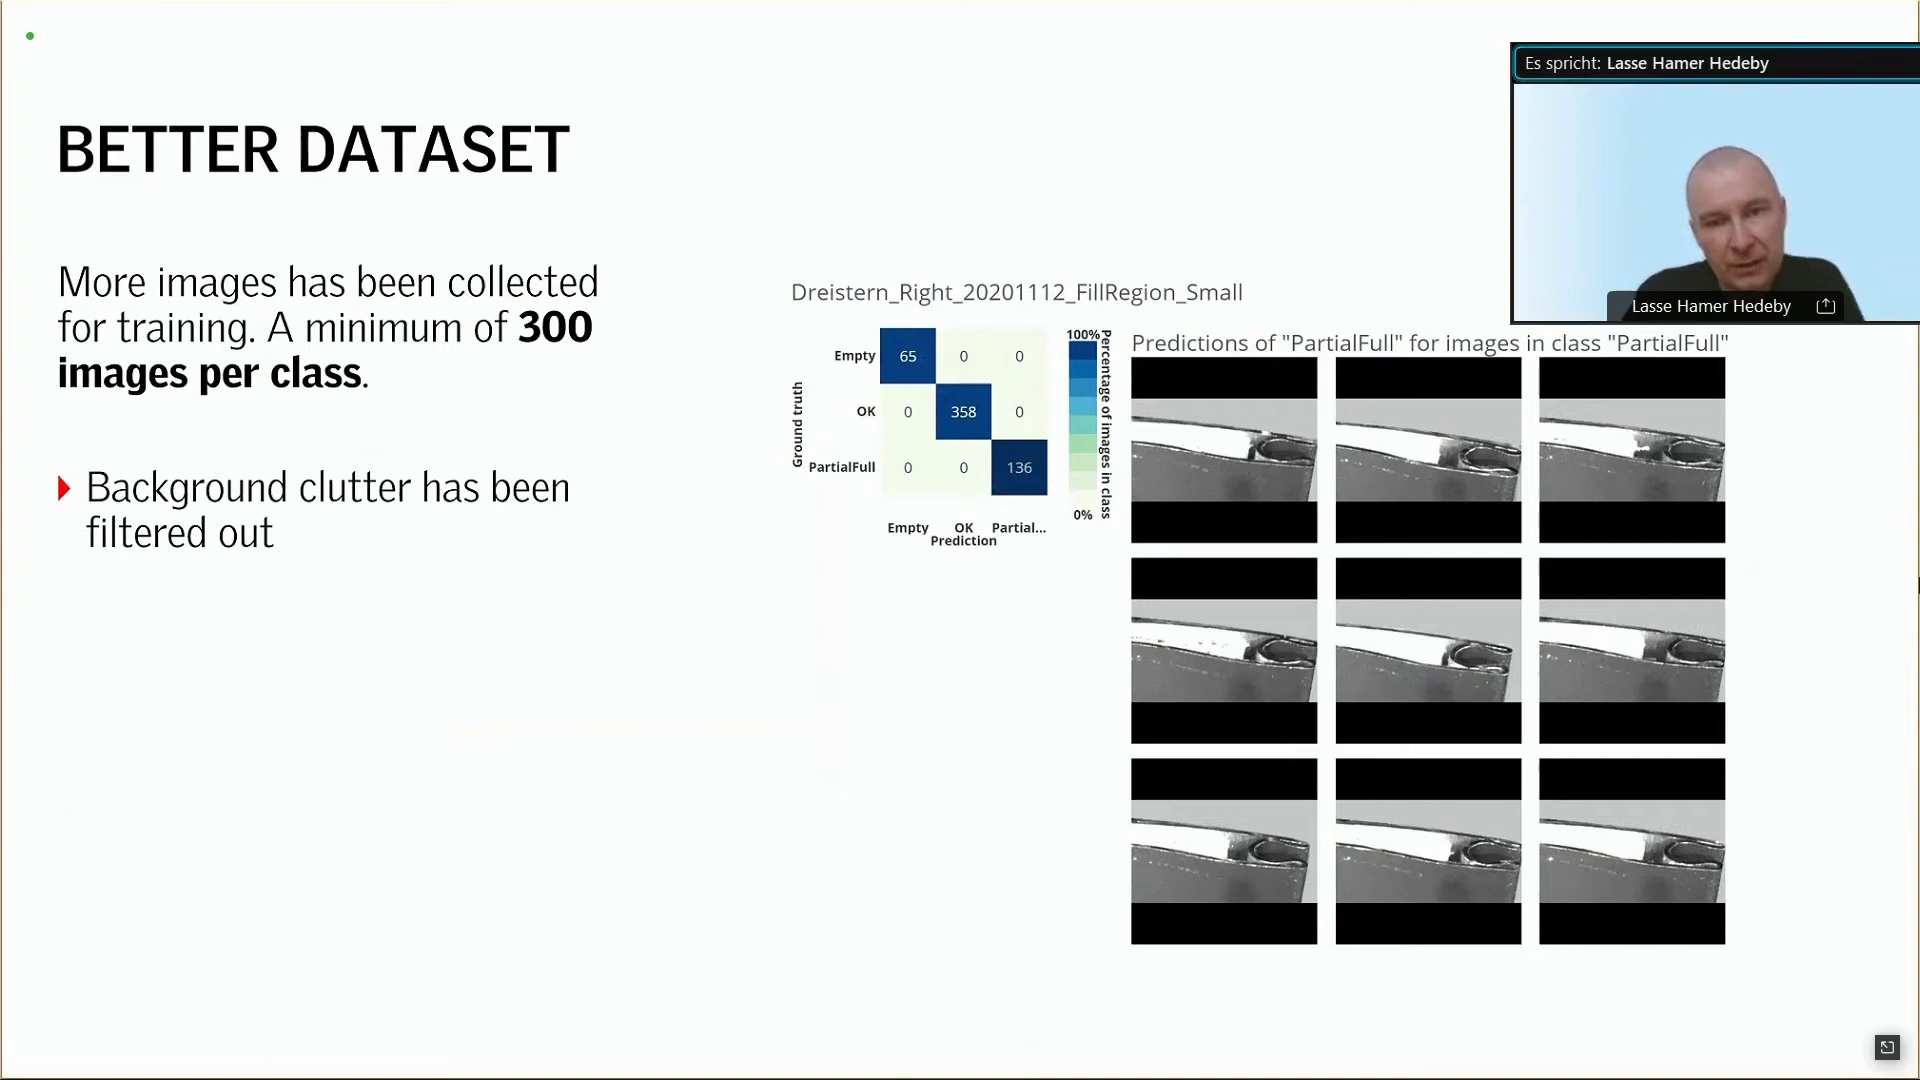 Es spricht: Lasse Hamer Hedeby
Lasse Hamer Hedeby
BETTER DATASET
More images has been collected
for training. A minimum of 300
images per class.
Background clutter has been
filtered out
Dreistern_Right_20201112_FillRegion_Small
Ground truth
Empty 65 0 0
OK 0 358 0
PartialFull 0 0 136
Empty OK Partial...
Prediction
100%
0%
Percentage of images in class
Predictions of "PartialFull" for images in class "PartialFull"